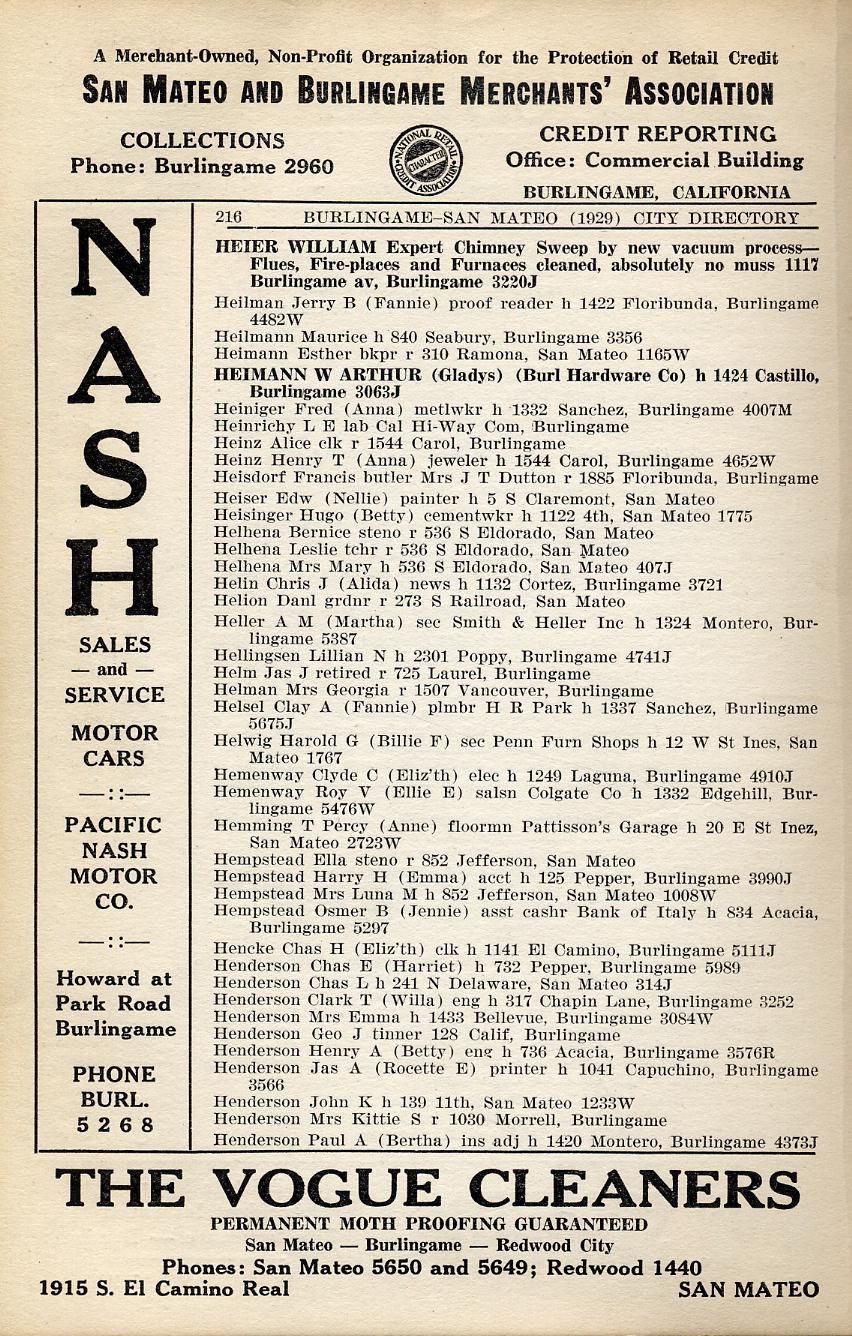 A Merchant-Owned, Non-Profit Organization for the Protection of Retail Credit
SAN MATEO AND BURLINGAME MERCHANTS' ASSOCIATION
COLLECTIONS
Phone: Burlingame 2960
NATIONAL RETAIL
CHARACTER
CREDIT ASSOCIATION
CREDIT REPORTING
Office: Commercial Building
BURLINGAME, CALIFORNIA
NASH
SALES
— and —
SERVICE
MOTOR
CARS
—::—
PACIFIC
NASH
MOTOR
CO.
—::—
Howard at
Park Road
Burlingame
PHONE
BURL.
5268
216 BURLINGAME–SAN MATEO (1929) CITY DIRECTORY
HEIER WILLIAM Expert Chimney Sweep by new vacuum process—
Flues, Fire-places and Furnaces cleaned, absolutely no muss 1117
Burlingame av, Burlingame 3220J
Heilman Jerry B (Fannie) proof reader h 1422 Floribunda, Burlingame
4482W
Heilmann Maurice h 840 Seabury, Burlingame 3356
Heimann Esther bkpr r 310 Ramona, San Mateo 1165W
HEIMANN W ARTHUR (Gladys) (Burl Hardware Co) h 1424 Castillo,
Burlingame 3063J
Heiniger Fred (Anna) metlwkr h 1332 Sanchez, Burlingame 4007M
Heinrichy L E lab Cal Hi-Way Com, Burlingame
Heinz Alice clk r 1544 Carol, Burlingame
Heinz Henry T (Anna) jeweler h 1544 Carol, Burlingame 4652W
Heisdorf Francis butler Mrs J T Dutton r 1885 Floribunda, Burlingame
Heiser Edw (Nellie) painter h 5 S Claremont, San Mateo
Heisinger Hugo (Betty) cementwkr h 1122 4th, San Mateo 1775
Helhena Bernice steno r 536 S Eldorado, San Mateo
Helhena Leslie tchr r 536 S Eldorado, San Mateo
Helhena Mrs Mary h 536 S Eldorado, San Mateo 407J
Helin Chris J (Alida) news h 1132 Cortez, Burlingame 3721
Helion Danl grdnr r 273 S Railroad, San Mateo
Heller A M (Martha) sec Smith & Heller Inc h 1324 Montero, Bur-
lingame 5387
Hellingsen Lillian N h 2301 Poppy, Burlingame 4741J
Helm Jas J retired r 725 Laurel, Burlingame
Helman Mrs Georgia r 1507 Vancouver, Burlingame
Helsel Clay A (Fannie) plmbr H R Park h 1337 Sanchez, Burlingame
5675J
Helwig Harold G (Billie F) sec Penn Furn Shops h 12 W St Ines, San
Mateo 1767
Hemenway Clyde C (Eliz'th) elec h 1249 Laguna, Burlingame 4910J
Hemenway Roy V (Ellie E) salsn Colgate Co h 1332 Edgehill, Bur-
lingame 5476W
Hemming T Percy (Anne) floormn Pattisson's Garage h 20 E St Inez,
San Mateo 2723W
Hempstead Ella steno r 852 Jefferson, San Mateo
Hempstead Harry H (Emma) acct h 125 Pepper, Burlingame 3990J
Hempstead Mrs Luna M h 852 Jefferson, San Mateo 1008W
Hempstead Osmer B (Jennie) asst cashr Bank of Italy h 834 Acacia,
Burlingame 5297
Hencke Chas H (Eliz'th) clk h 1141 El Camino, Burlingame 5111J
Henderson Chas E (Harriet) h 732 Pepper, Burlingame 5989
Henderson Chas L h 241 N Delaware, San Mateo 314J
Henderson Clark T (Willa) eng h 317 Chapin Lane, Burlingame 3252
Henderson Mrs Emma h 1433 Bellevue, Burlingame 3084W
Henderson Geo J tinner 128 Calif, Burlingame
Henderson Henry A (Betty) eng h 736 Acacia, Burlingame 3576R
Henderson Jas A (Rocette E) printer h 1041 Capuchino, Burlingame
3566
Henderson John K h 139 11th, San Mateo 1233W
Henderson Mrs Kittie S r 1030 Morrell, Burlingame
Henderson Paul A (Bertha) ins adj h 1420 Montero, Burlingame 4373J
THE VOGUE CLEANERS
PERMANENT MOTH PROOFING GUARANTEED
San Mateo — Burlingame — Redwood City
Phones: San Mateo 5650 and 5649; Redwood 1440
1915 S. El Camino Real SAN MATEO